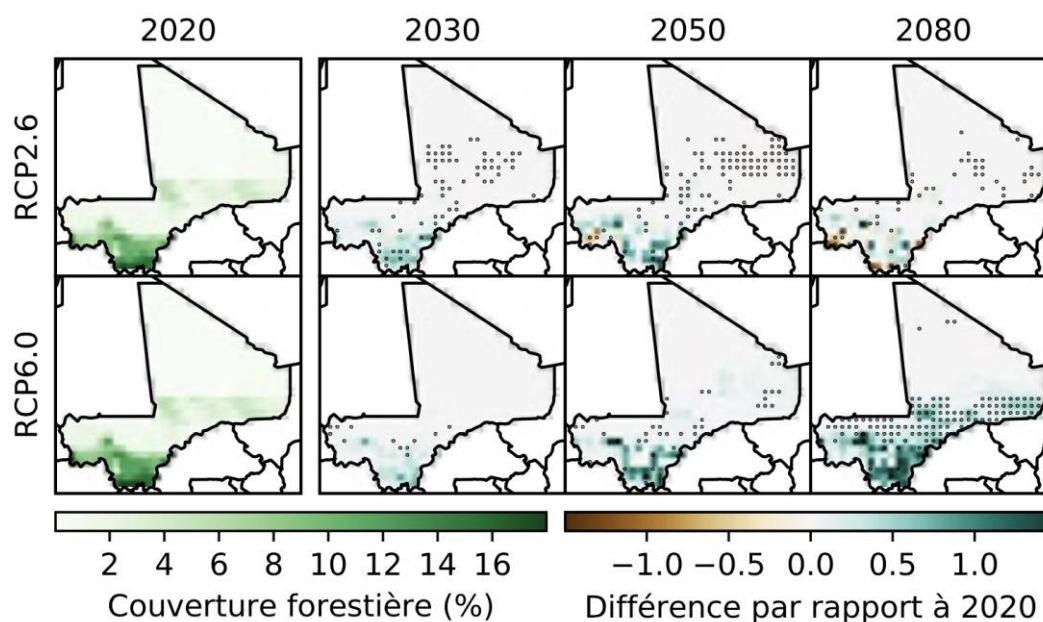 2020 2030 2050 2080
RCP2.6
RCP6.0
2 4 6 8 10 12 14 16 −1.0 −0.5 0.0 0.5 1.0
Couverture forestière (%) Différence par rapport à 2020